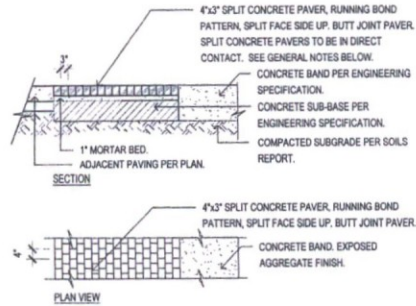 4"x3" SPLIT CONCRETE PAVER, RUNNING BOND
PATTERN, SPLIT FACE SIDE UP. BUTT JOINT PAVER.
SPLIT CONCRETE PAVERS TO BE IN DIRECT
CONTACT. SEE GENERAL NOTES BELOW.
3"
CONCRETE BAND PER ENGINEERING
SPECIFICATION.
CONCRETE SUB-BASE PER
ENGINEERING SPECIFICATION.
1" MORTAR BED.
COMPACTED SUBGRADE PER SOILS
REPORT.
ADJACENT PAVING PER PLAN.
SECTION
4"x3" SPLIT CONCRETE PAVER, RUNNING BOND
PATTERN, SPLIT FACE SIDE UP. BUTT JOINT PAVER.
4"
CONCRETE BAND. EXPOSED
AGGREGATE FINISH.
PLAN VIEW